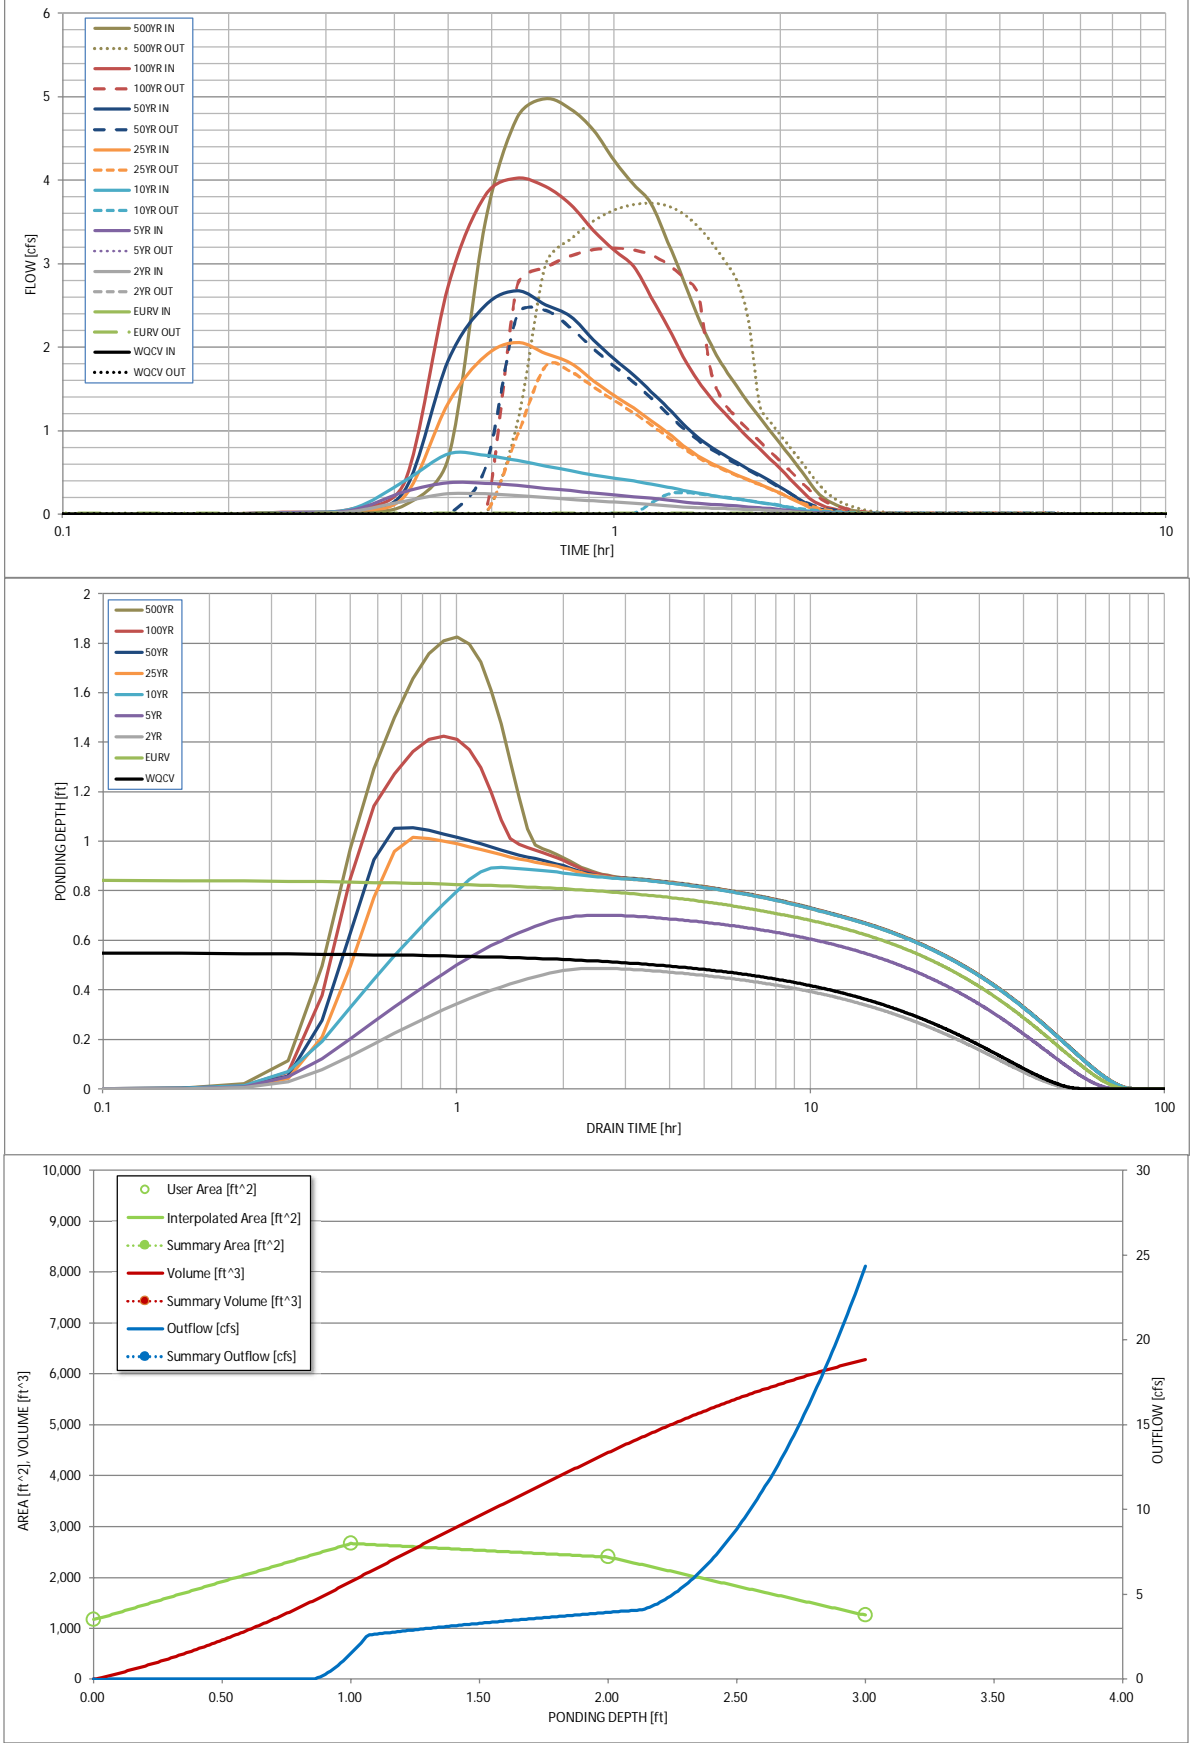 6
5
4
3
2
1
0
FLOW [cfs]
500YR IN
500YR OUT
100YR IN
100YR OUT
50YR IN
50YR OUT
25YR IN
25YR OUT
10YR IN
10YR OUT
5YR IN
5YR OUT
2YR IN
2YR OUT
EURV IN
EURV OUT
WQCV IN
WQCV OUT
0.1
1
10
TIME [hr]
2
1.8
1.6
1.4
1.2
1
0.8
0.6
0.4
0.2
0
PONDING DEPTH [ft]
500YR
100YR
50YR
25YR
10YR
5YR
2YR
EURV
WQCV
0.1
1
10
100
DRAIN TIME [hr]
10,000
9,000
8,000
7,000
6,000
5,000
4,000
3,000
2,000
1,000
0
AREA [ft^2], VOLUME [ft^3]
User Area [ft^2]
Interpolated Area [ft^2]
Summary Area [ft^2]
Volume [ft^3]
Summary Volume [ft^3]
Outflow [cfs]
Summary Outflow [cfs]
30
25
20
15
10
5
0
OUTFLOW [cfs]
0.00
0.50
1.00
1.50
2.00
2.50
3.00
3.50
4.00
PONDING DEPTH [ft]